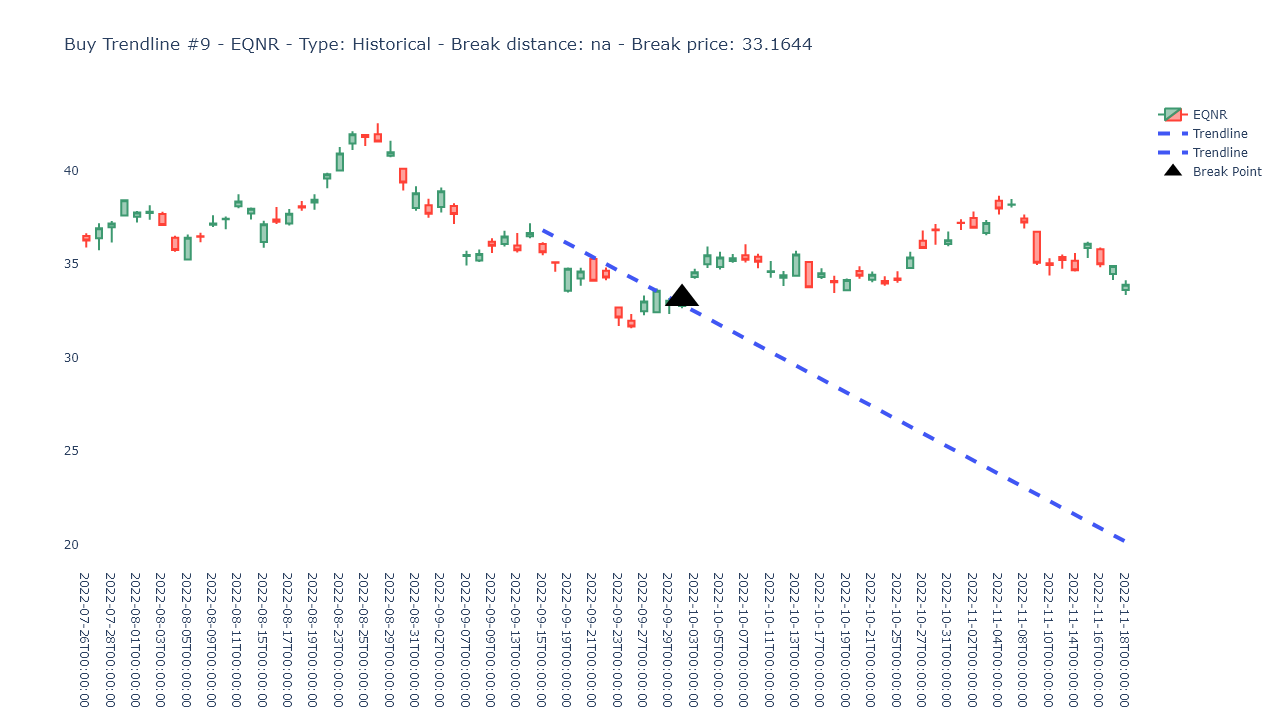 Buy Trendline #9 - EQNR - Type: Historical - Break distance: na - Break price: 33.1644
EQNR
Trendline
Trendline
Break Point
40
35
30
25
20
2022-07-26T00:00:00
2022-07-28T00:00:00
2022-08-01T00:00:00
2022-08-03T00:00:00
2022-08-05T00:00:00
2022-08-09T00:00:00
2022-08-11T00:00:00
2022-08-15T00:00:00
2022-08-17T00:00:00
2022-08-19T00:00:00
2022-08-23T00:00:00
2022-08-25T00:00:00
2022-08-29T00:00:00
2022-08-31T00:00:00
2022-09-02T00:00:00
2022-09-07T00:00:00
2022-09-09T00:00:00
2022-09-13T00:00:00
2022-09-15T00:00:00
2022-09-19T00:00:00
2022-09-21T00:00:00
2022-09-23T00:00:00
2022-09-27T00:00:00
2022-09-29T00:00:00
2022-10-03T00:00:00
2022-10-05T00:00:00
2022-10-07T00:00:00
2022-10-11T00:00:00
2022-10-13T00:00:00
2022-10-17T00:00:00
2022-10-19T00:00:00
2022-10-21T00:00:00
2022-10-25T00:00:00
2022-10-27T00:00:00
2022-10-31T00:00:00
2022-11-02T00:00:00
2022-11-04T00:00:00
2022-11-08T00:00:00
2022-11-10T00:00:00
2022-11-14T00:00:00
2022-11-16T00:00:00
2022-11-18T00:00:00